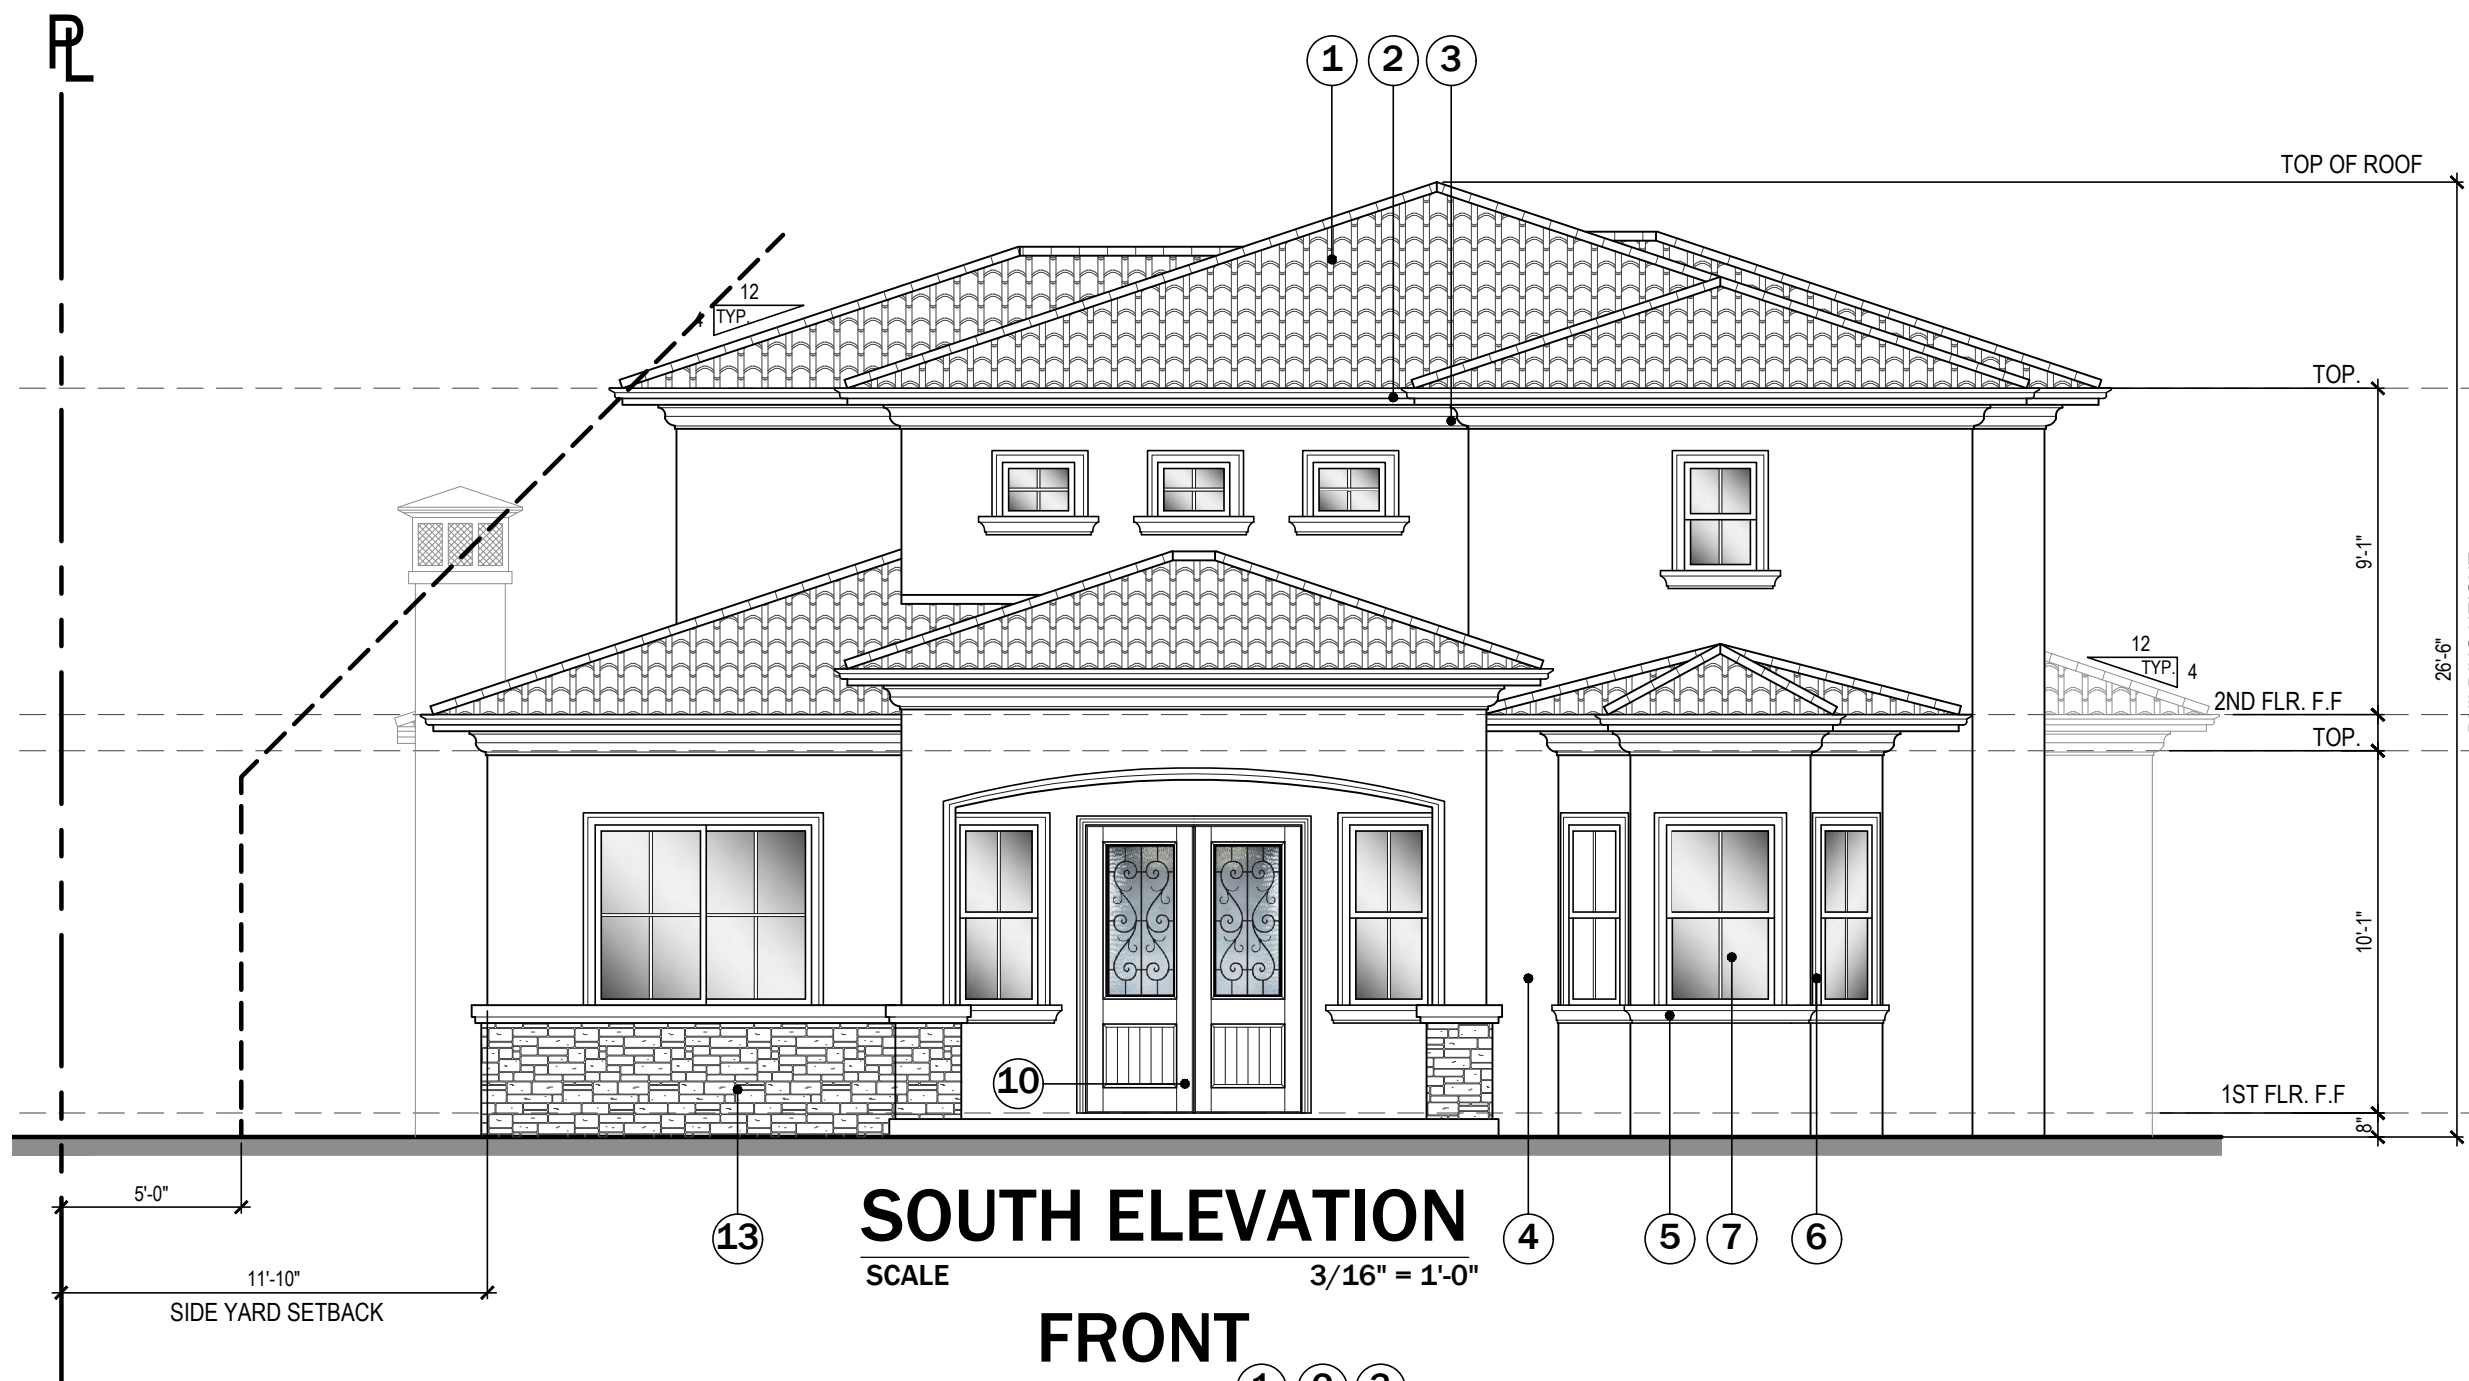 PL
1 2 3
TOP OF ROOF
12
4 TYP.
TOP.
9'-1"
26'-6"
12
TYP. 4
2ND FLR. F.F
TOP.
10'-1"
10
1ST FLR. F.F
8"
5'-0"
13
SOUTH ELEVATION
4 5 7 6
SCALE 3/16" = 1'-0"
11'-10"
SIDE YARD SETBACK
FRONT